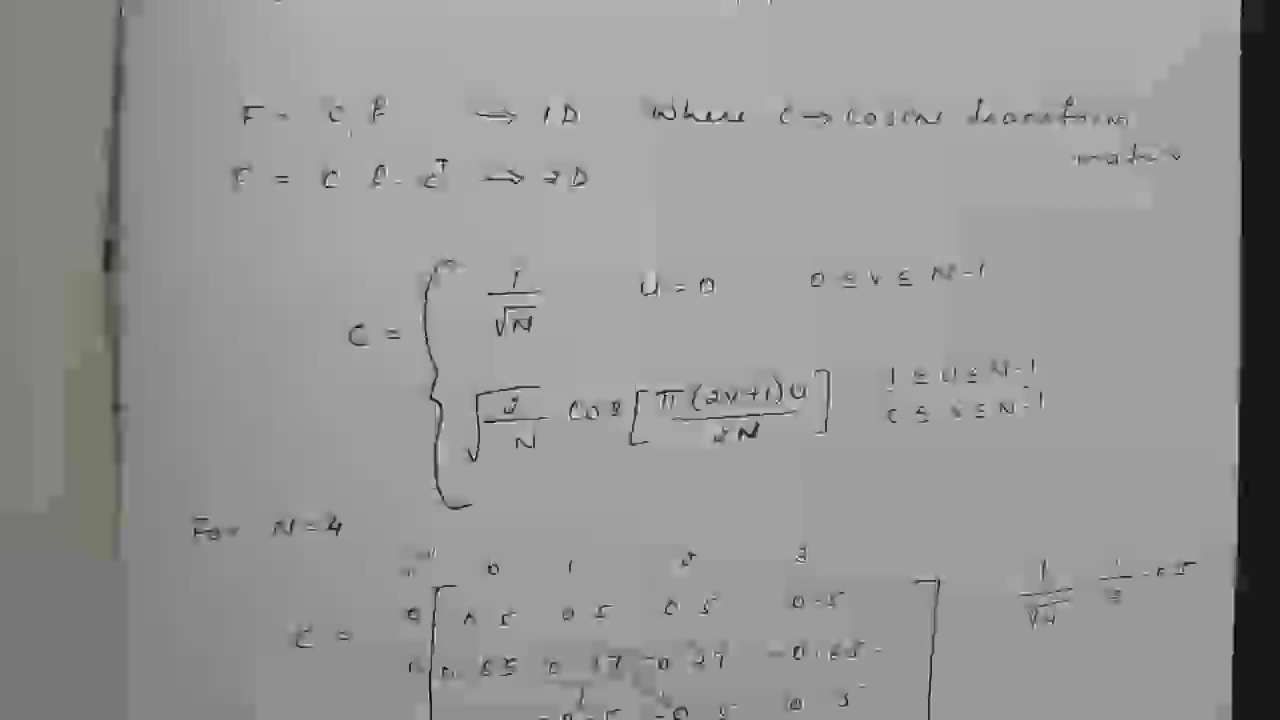 F = C f → 1D Where C → cosine transform matrix
F = C f. Cᵀ → 2D
C = { 1/√N U = 0 0 ≤ v ≤ N-1
√(2/N) cos [π(2v+1)U / 2N] 1 ≤ U ≤ N-1
0 ≤ v ≤ N-1
For N = 4
0 1 2 3
C = 0 [ 0.5 0.5 0.5 0.5 ] 1/√4 1/2 = 0.5
0.65 0.27 -0.27 -0.65
-0.5 -0.5 0.5